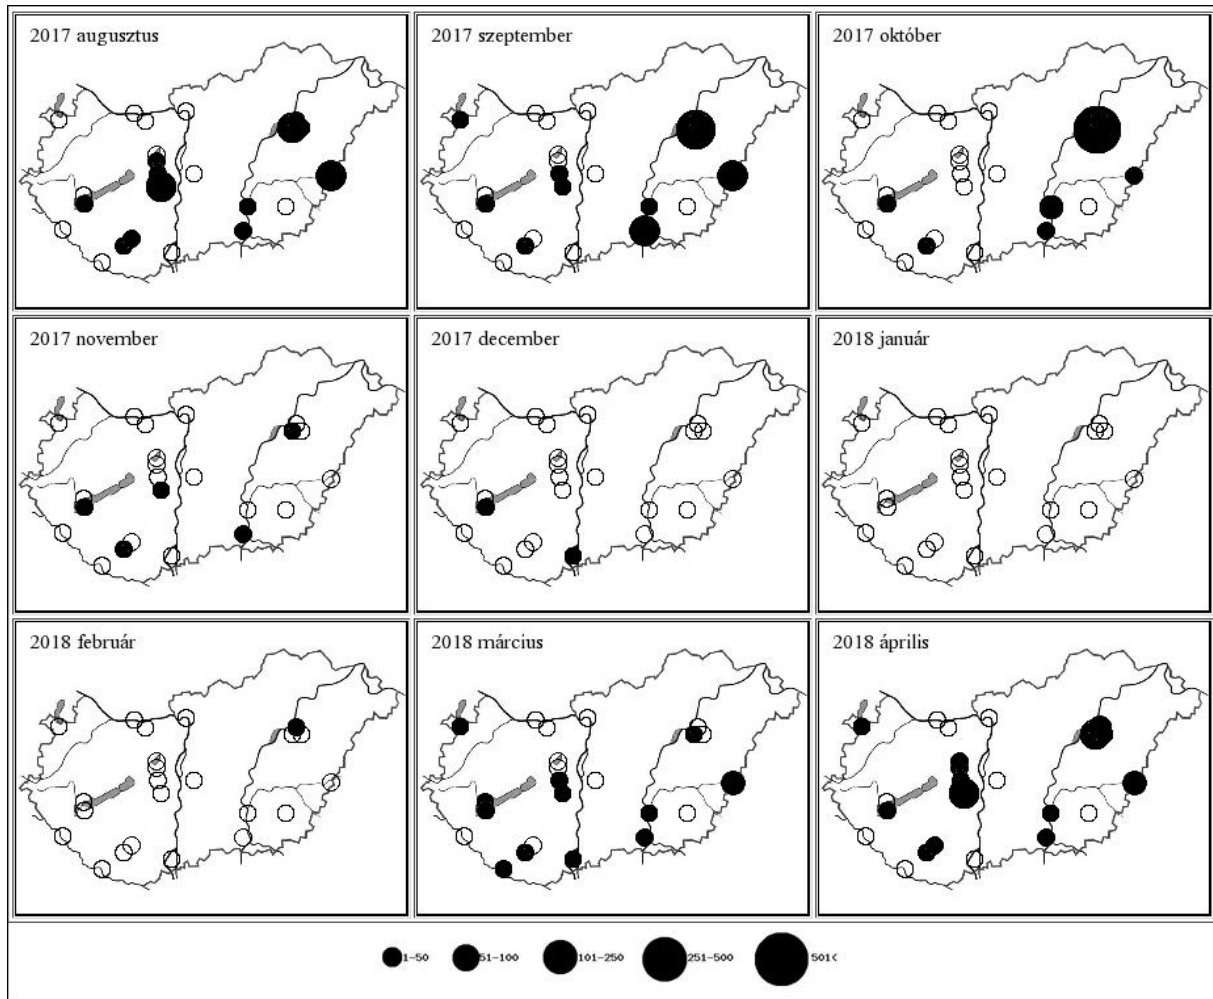 2017 augusztus
2017 szeptember
2017 október
2017 november
2017 december
2018 január
2018 február
2018 március
2018 április
1-50
51-100
101-250
251-500
501<